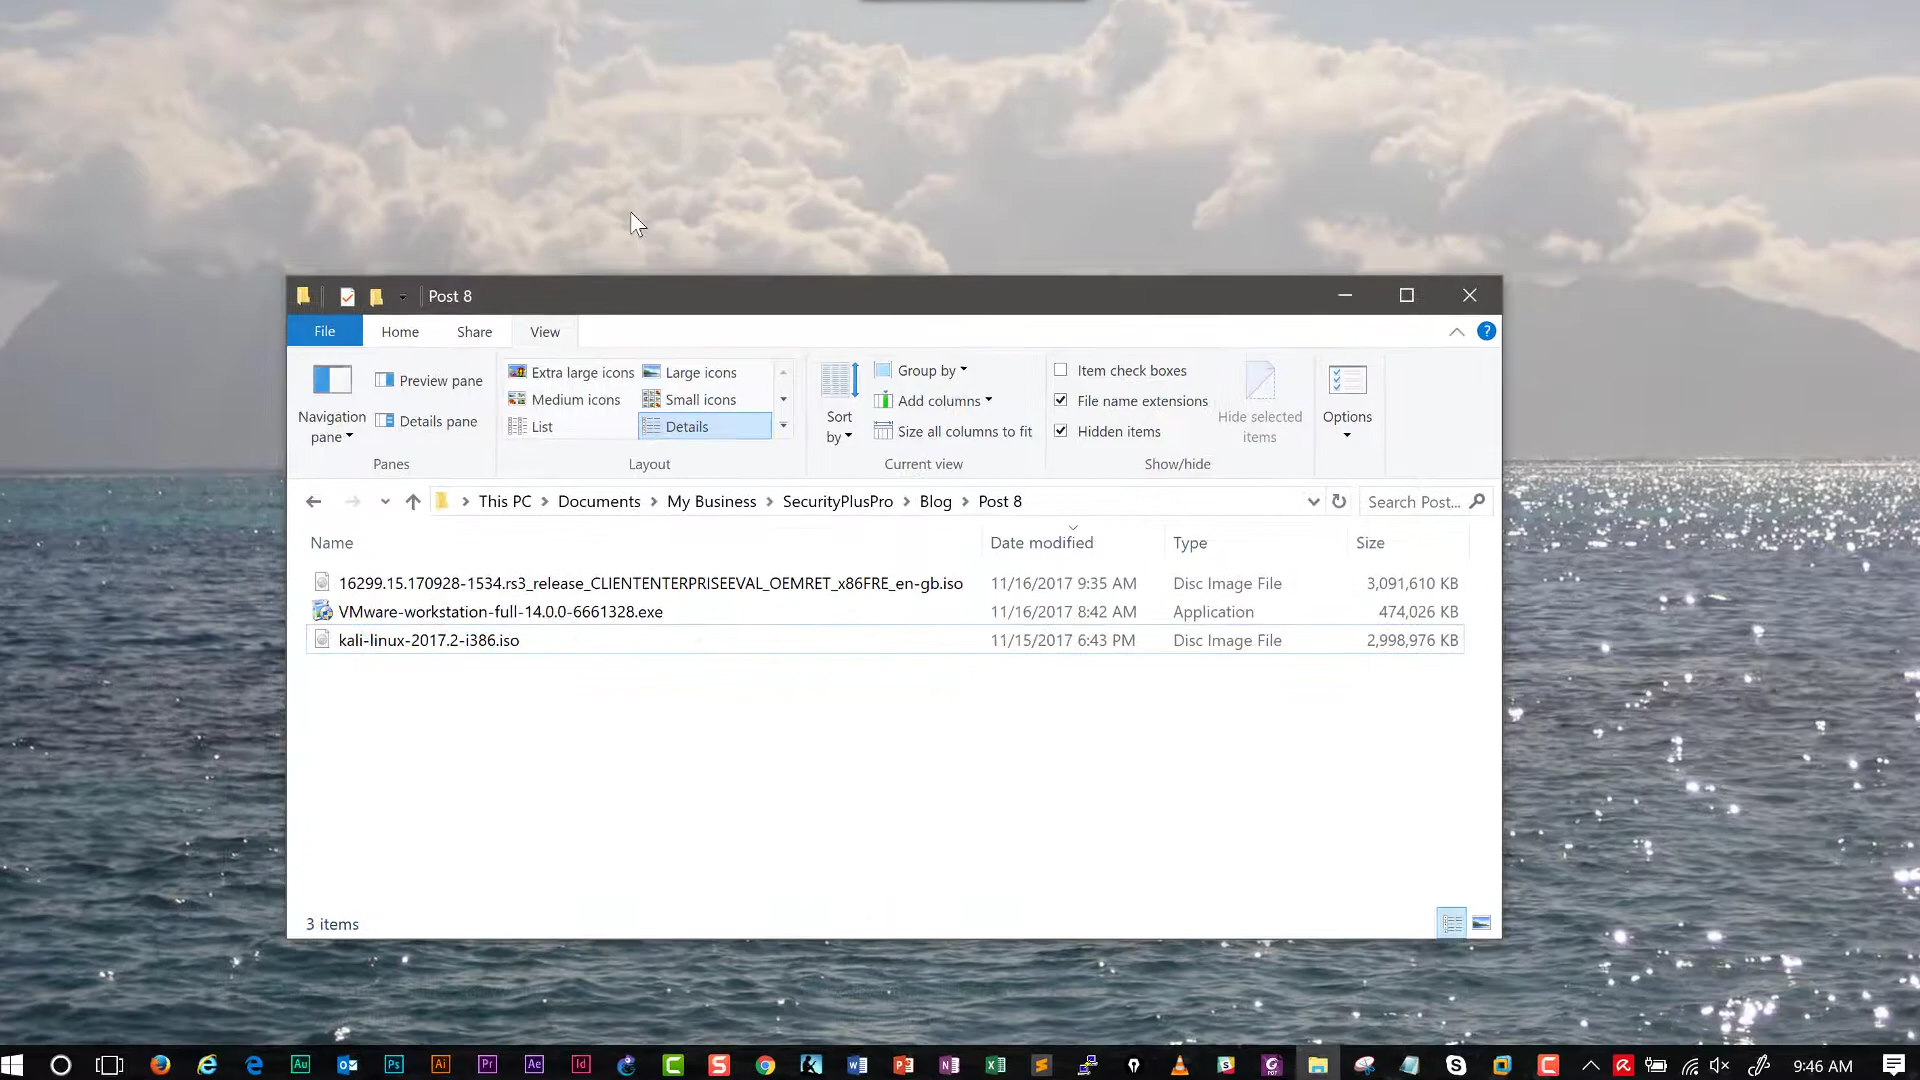 Post 8
File Home Share View
Navigation pane
Preview pane
Details pane
Panes
Extra large icons Large icons
Medium icons Small icons
List Details
Layout
Sort by
Group by
Add columns
Size all columns to fit
Current view
Item check boxes
File name extensions
Hidden items
Hide selected items
Show/hide
Options
This PC Documents My Business SecurityPlusPro Blog Post 8
Search Post...
Name Date modified Type Size
16299.15.170928-1534.rs3_release_CLIENTENTERPRISEEVAL_OEMRET_x86FRE_en-gb.iso 11/16/2017 9:35 AM Disc Image File 3,091,610 KB
VMware-workstation-full-14.0.0-6661328.exe 11/16/2017 8:42 AM Application 474,026 KB
kali-linux-2017.2-i386.iso 11/15/2017 6:43 PM Disc Image File 2,998,976 KB
3 items
Au Ps Ai Pr Ae Id
9:46 AM